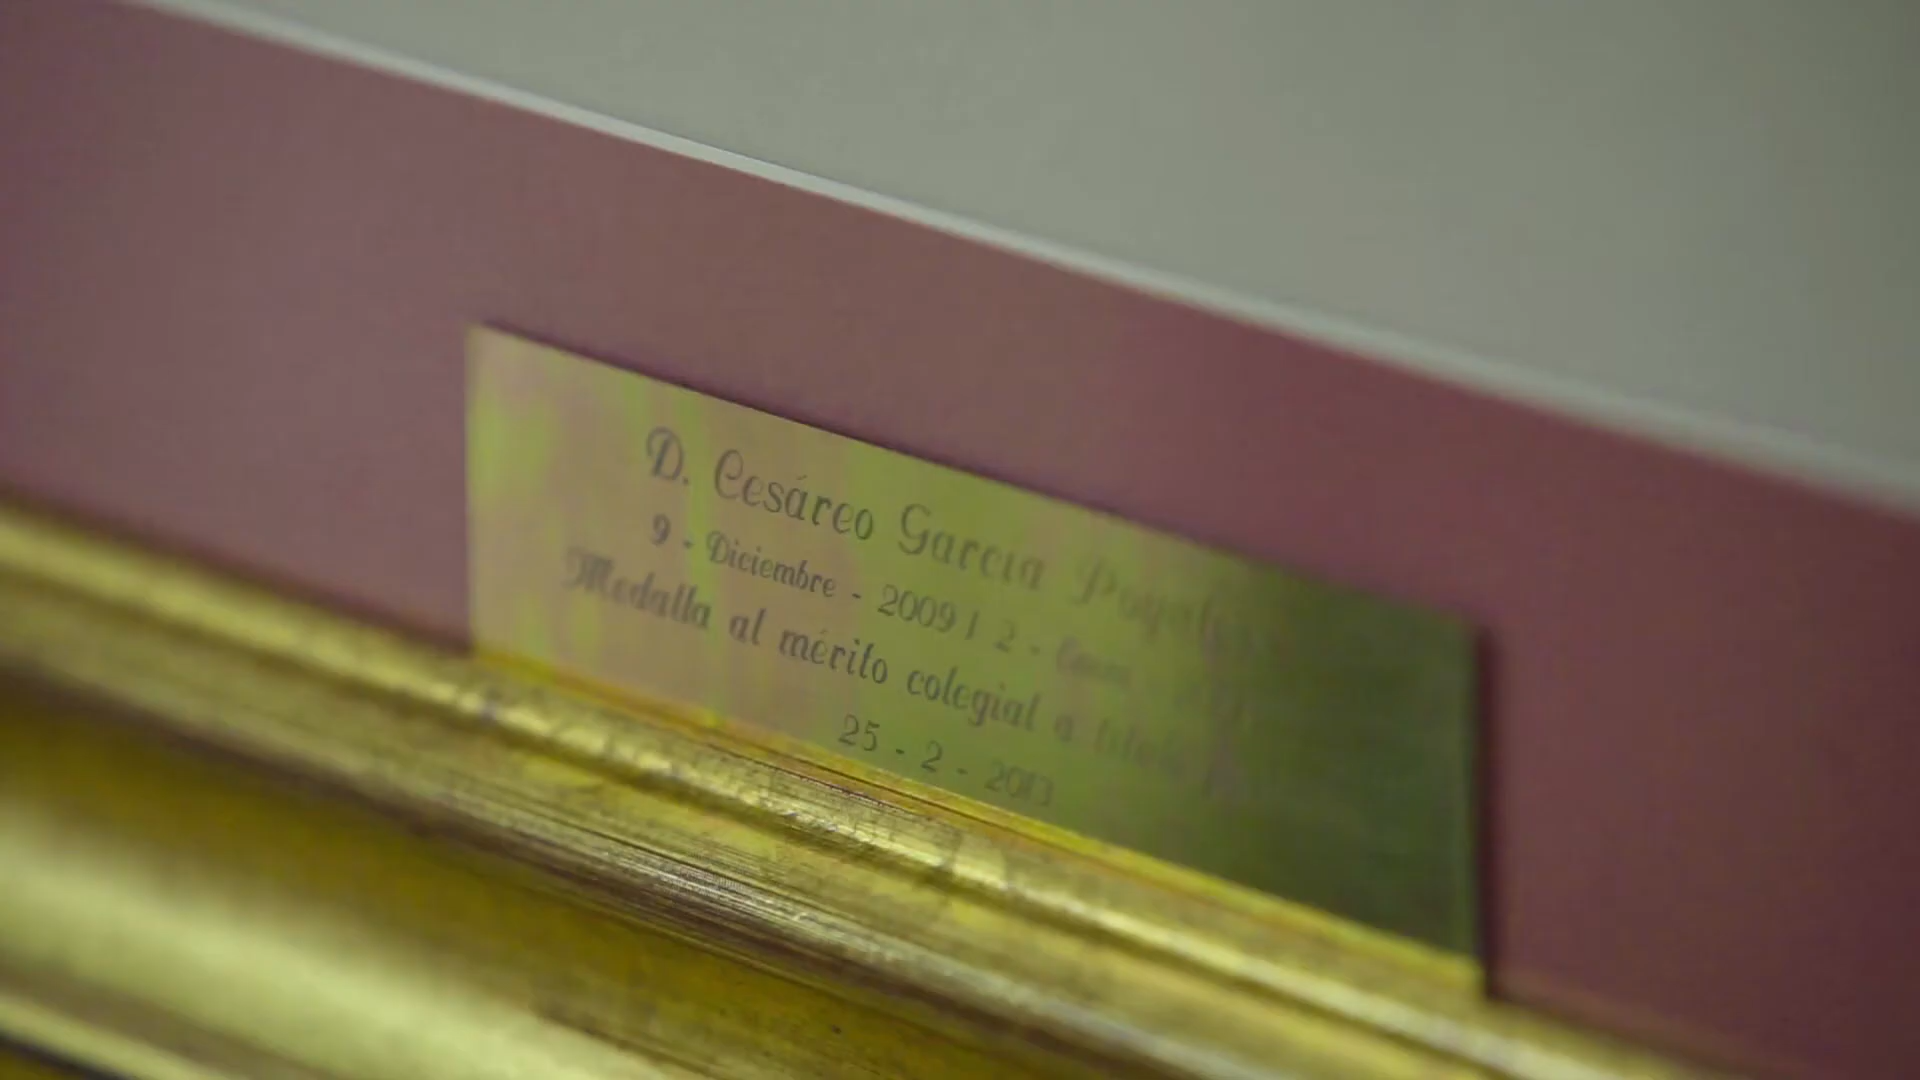 D. Cesáreo García
9 - Diciembre - 2009 / 2 -
Medalla al mérito colegial a
25 - 2 - 2013